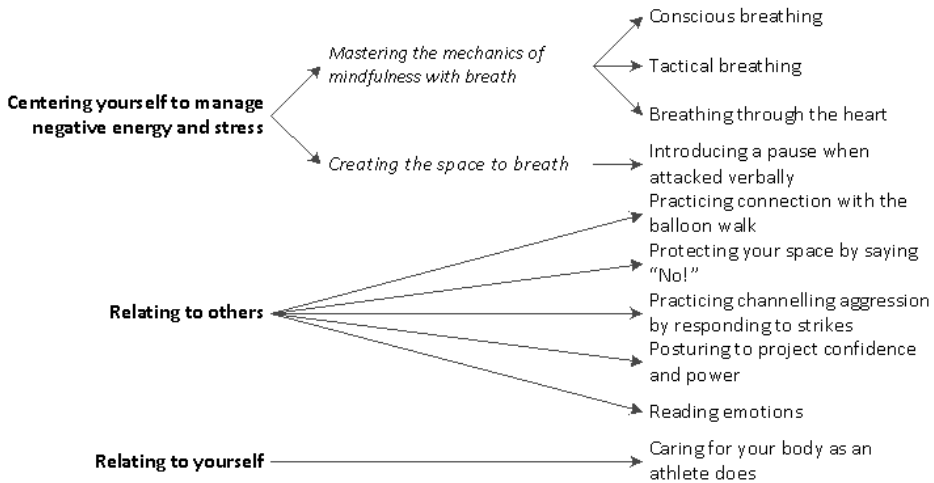 Centering yourself to manage
negative energy and stress
Mastering the mechanics of
mindfulness with breath
Conscious breathing
Tactical breathing
Breathing through the heart
Creating the space to breath
Introducing a pause when
attacked verbally
Relating to others
Practicing connection with the
balloon walk
Protecting your space by saying
“No!”
Practicing channelling aggression
by responding to strikes
Posturing to project confidence
and power
Reading emotions
Relating to yourself
Caring for your body as an
athlete does